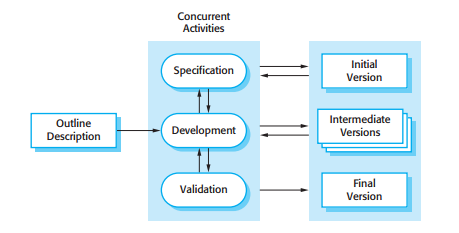 Concurrent
Activities
Specification
Initial
Version
Outline
Description
Development
Intermediate
Versions
Validation
Final
Version